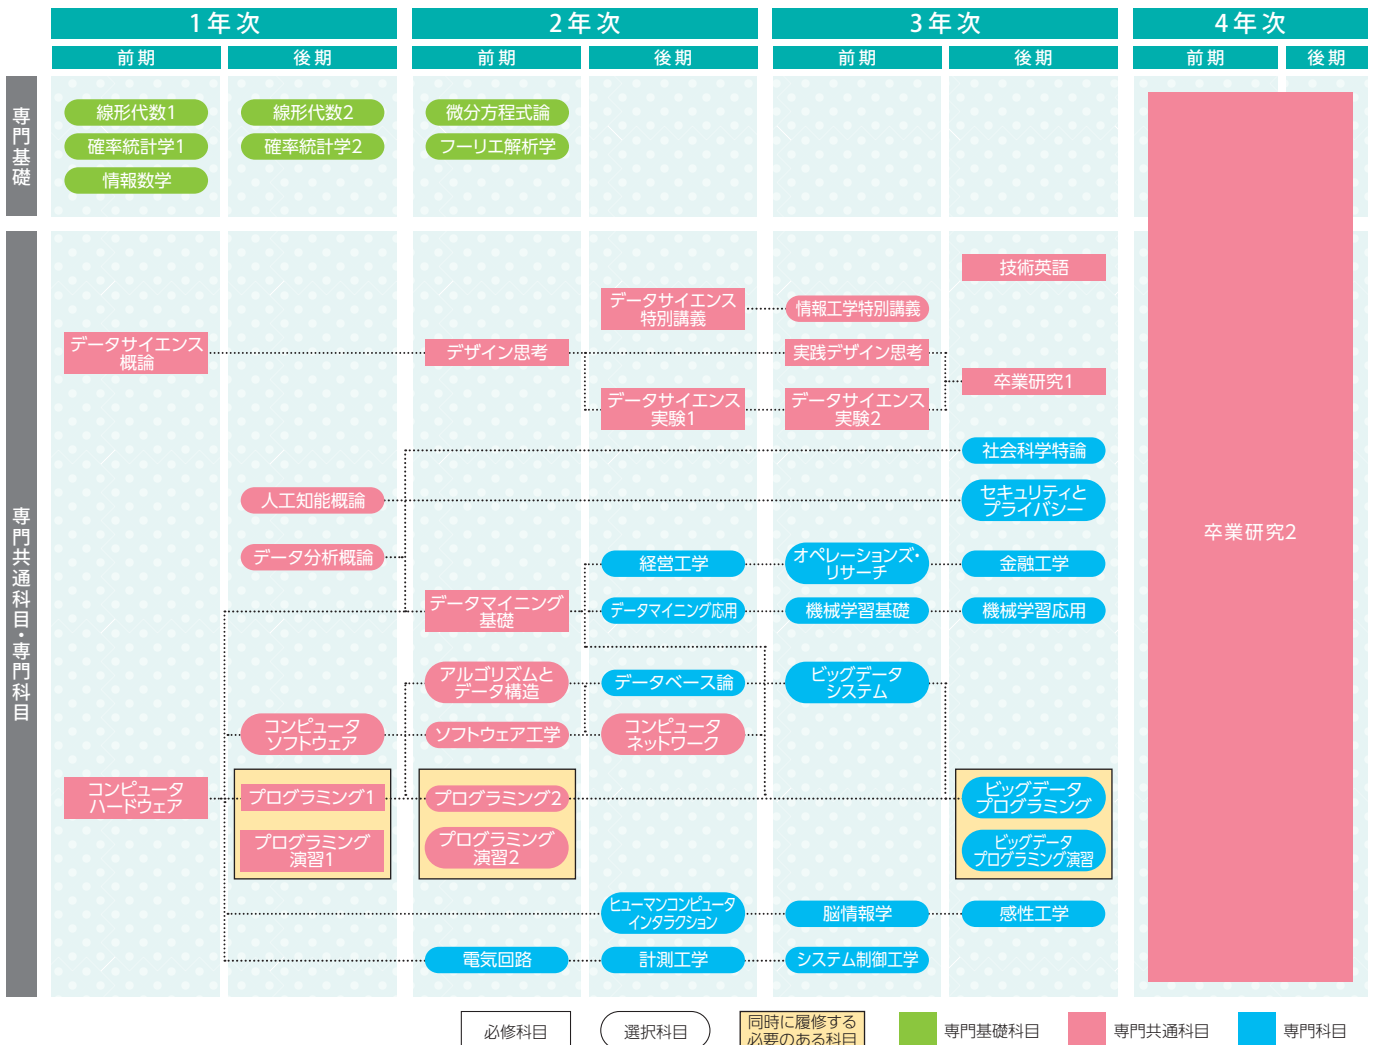 1年次
2年次
3年次
4年次
前期
後期
前期
後期
前期
後期
前期
後期
専門基礎
線形代数1
線形代数2
微分方程式論
確率統計学1
確率統計学2
フーリエ解析学
情報数学
専門共通科目・専門科目
技術英語
データサイエンス
特別講義
情報工学特別講義
データサイエンス
概論
デザイン思考
実践デザイン思考
卒業研究1
データサイエンス
実験1
データサイエンス
実験2
社会科学特論
人工知能概論
セキュリティと
プライバシー
データ分析概論
経営工学
オペレーションズ・
リサーチ
金融工学
データマイニング
基礎
データマイニング応用
機械学習基礎
機械学習応用
アルゴリズムと
データ構造
データベース論
ビッグデータ
システム
コンピュータ
ソフトウェア
ソフトウェア工学
コンピュータ
ネットワーク
コンピュータ
ハードウェア
プログラミング1
プログラミング2
ビッグデータ
プログラミング
プログラミング
演習1
プログラミング
演習2
ビッグデータ
プログラミング演習
ヒューマンコンピュータ
インタラクション
脳情報学
感性工学
電気回路
計測工学
システム制御工学
卒業研究2
必修科目
選択科目
同時に履修する
必要のある科目
専門基礎科目
専門共通科目
専門科目